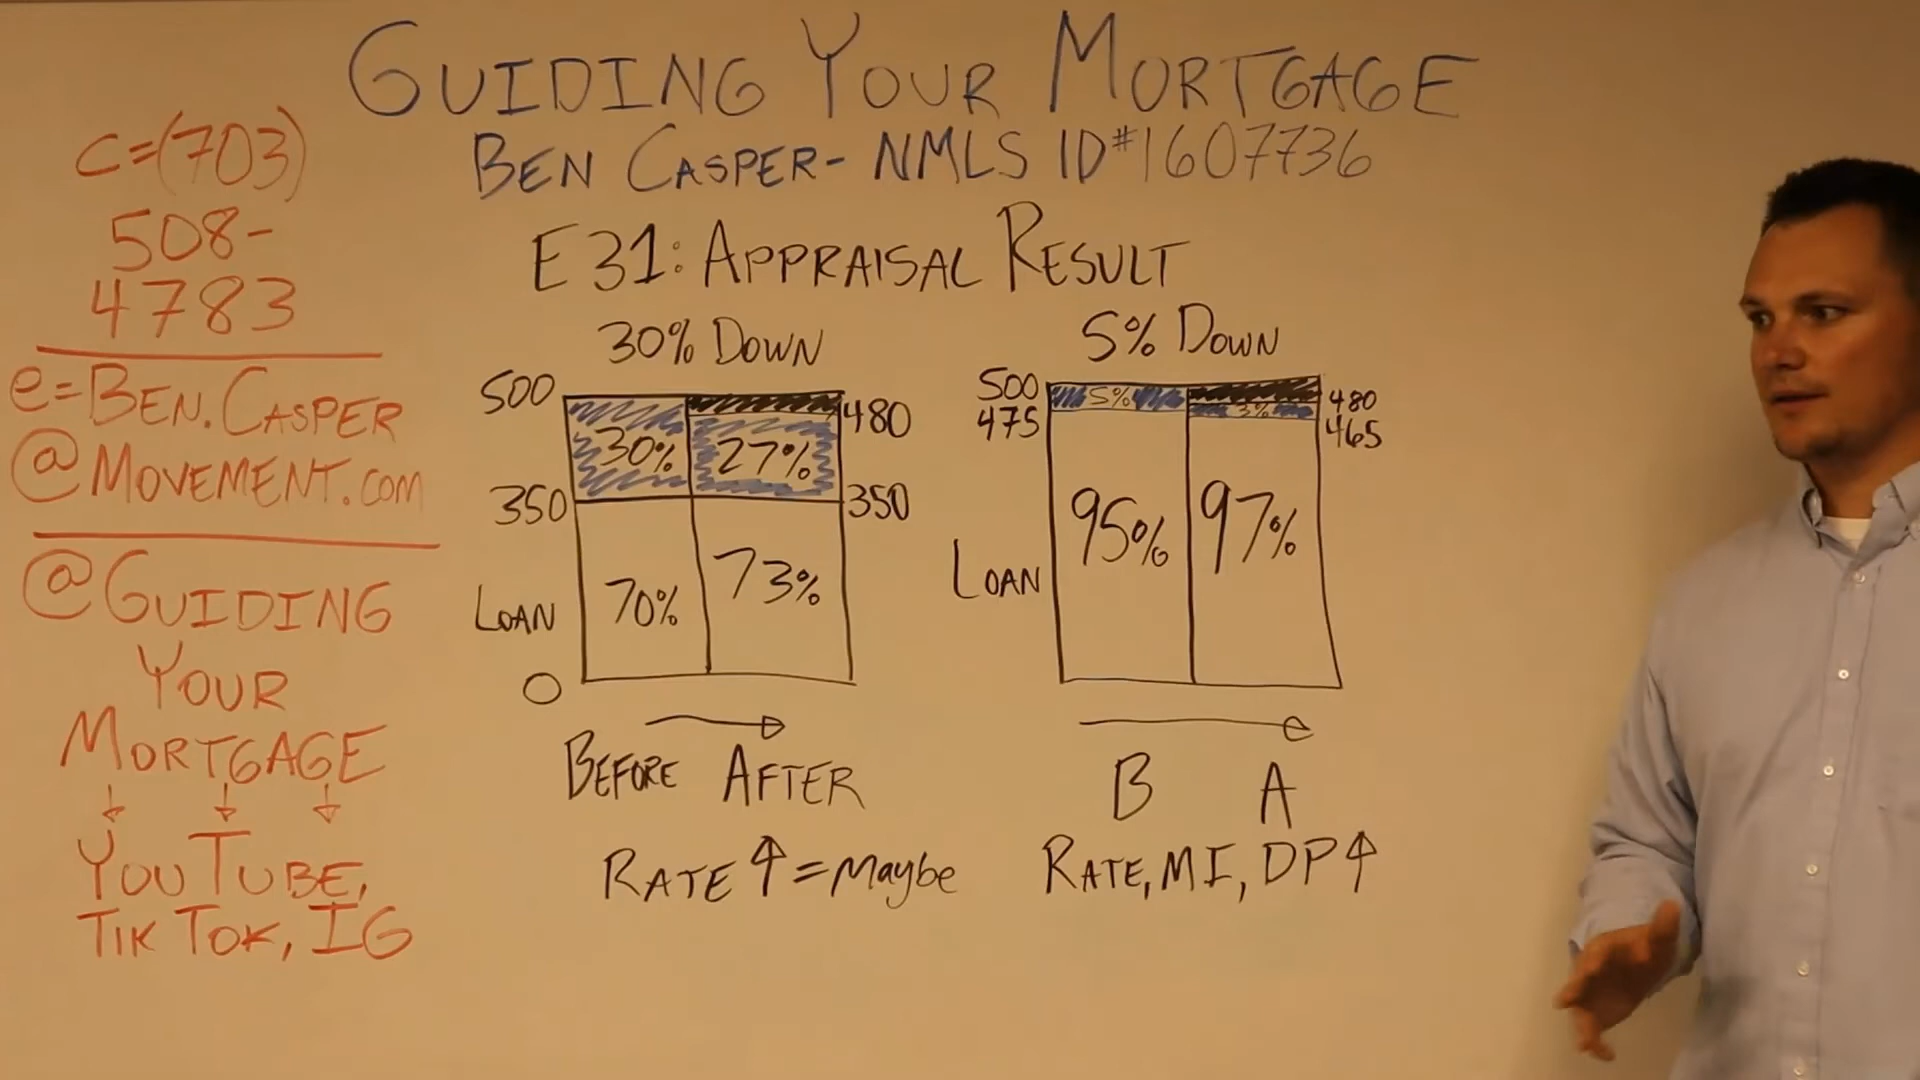 GUIDING YOUR MORTGAGE
BEN CASPER- NMLS ID#1607736
C=(703)
508-
4783
e=BEN.CASPER
@MOVEMENT.COM
@GUIDING
YOUR
MORTGAGE
YOUTUBE,
TIK TOK, IG
E31: APPRAISAL RESULT
30% DOWN
500
480
30%
27%
350
350
LOAN
70%
73%
0
BEFORE AFTER
RATE ↑ = Maybe
5% DOWN
500
5%
480
475
3%
465
95%
97%
LOAN
B A
RATE, MI, DP↑